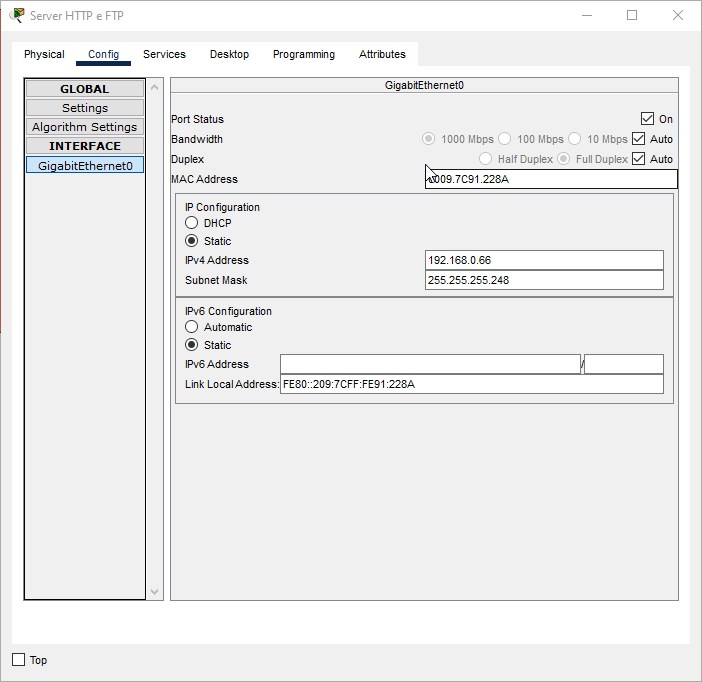 Server HTTP e FTP
Physical Config Services Desktop Programming Attributes
GLOBAL
Settings
Algorithm Settings
INTERFACE
GigabitEthernet0
GigabitEthernet0
Port Status On
Bandwidth 1000 Mbps 100 Mbps 10 Mbps Auto
Duplex Half Duplex Full Duplex Auto
MAC Address 0009.7C91.228A
IP Configuration
DHCP
Static
IPv4 Address 192.168.0.66
Subnet Mask 255.255.255.248
IPv6 Configuration
Automatic
Static
IPv6 Address /
Link Local Address: FE80::209:7CFF:FE91:228A
Top